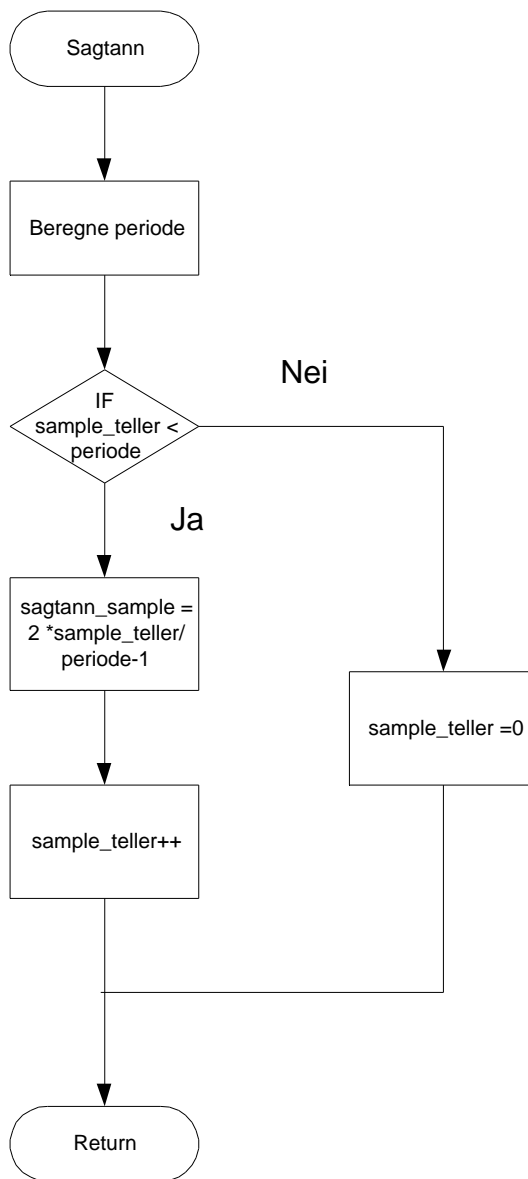 Sagtann
Beregne periode
Nei
IF
sample_teller <
periode
Ja
sagtann_sample =
2 *sample_teller/
periode-1
sample_teller =0
sample_teller++
Return